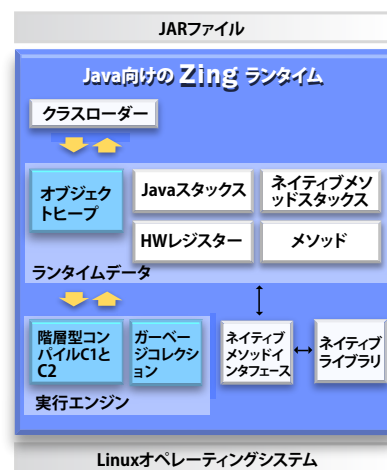 JARファイル
Java向けの Zing ランタイム
クラスローダー
オブジェク
トヒープ
Javaスタックス
ネイティブメソ
ッドスタックス
HWレジスター
メソッド
ランタイムデータ
階層型コン
パイルC1と
C2
ガーベー
ジコレクシ
ョン
ネイティブ
メソッドイ
ンタフェース
ネイティブ
ライブラリ
実行エンジン
Linuxオペレーティングシステム